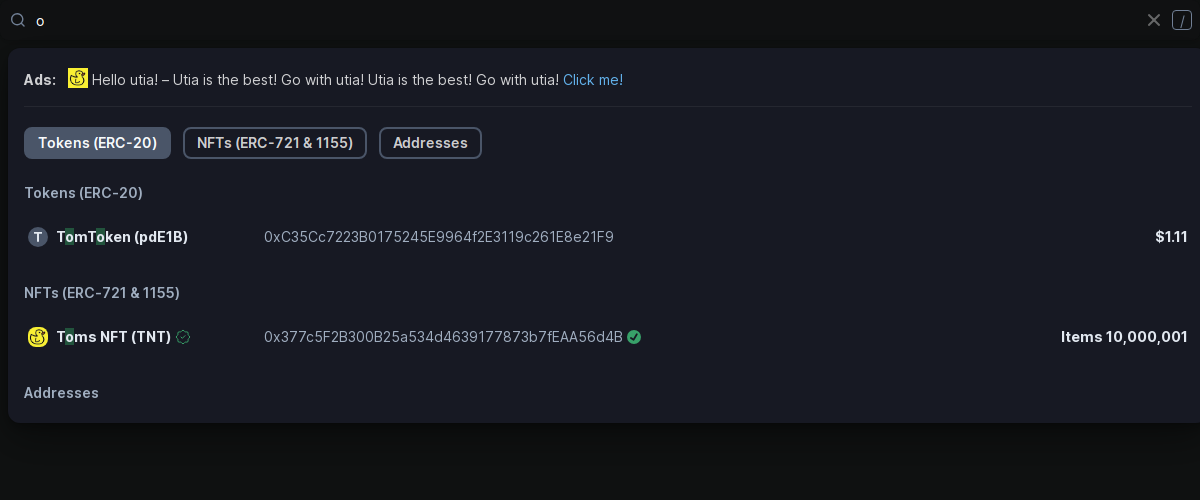 o /
Ads: Hello utia! – Utia is the best! Go with utia! Utia is the best! Go with utia! Click me!
Tokens (ERC-20) NFTs (ERC-721 & 1155) Addresses
Tokens (ERC-20)
T TomToken (pdE1B) 0xC35Cc7223B0175245E9964f2E3119c261E8e21F9 $1.11
NFTs (ERC-721 & 1155)
Toms NFT (TNT) 0x377c5F2B300B25a534d4639177873b7fEAA56d4B Items 10,000,001
Addresses